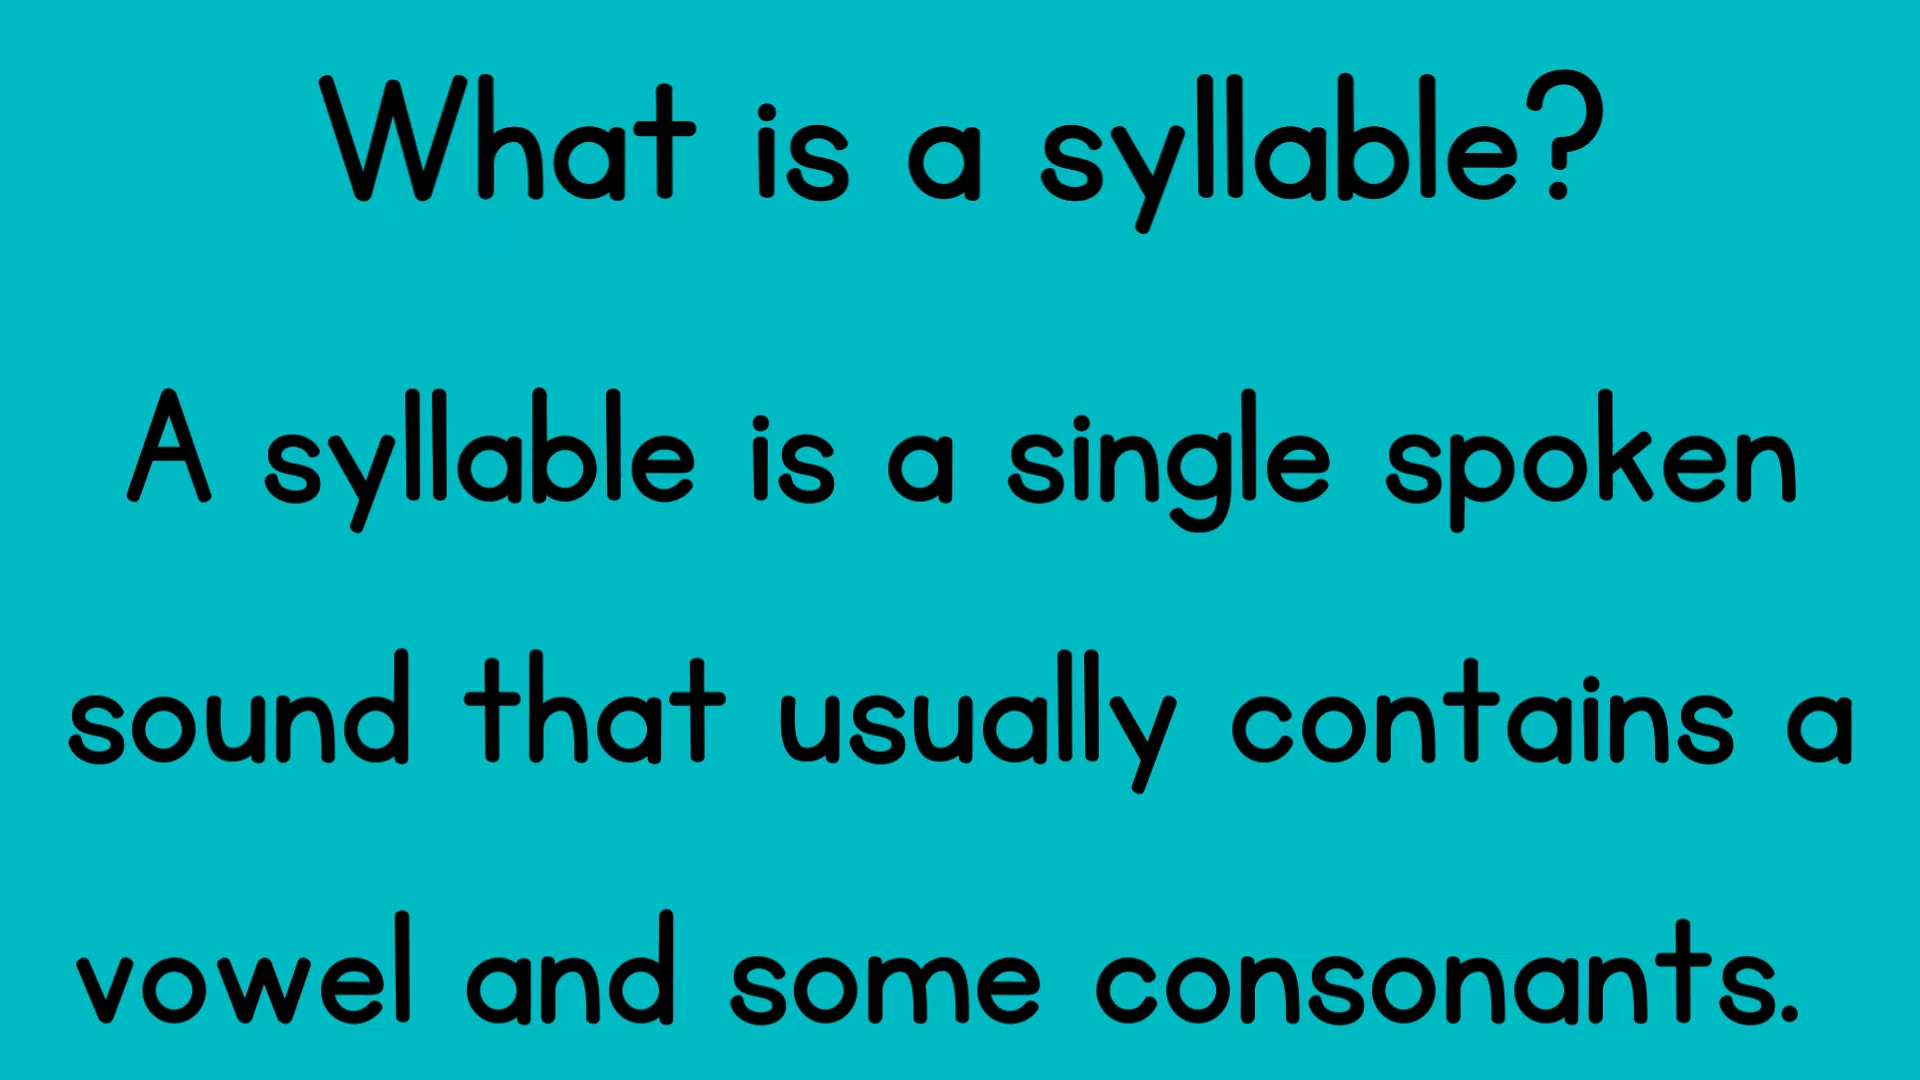 What is a syllable?
A syllable is a single spoken
sound that usually contains a
vowel and some consonants.